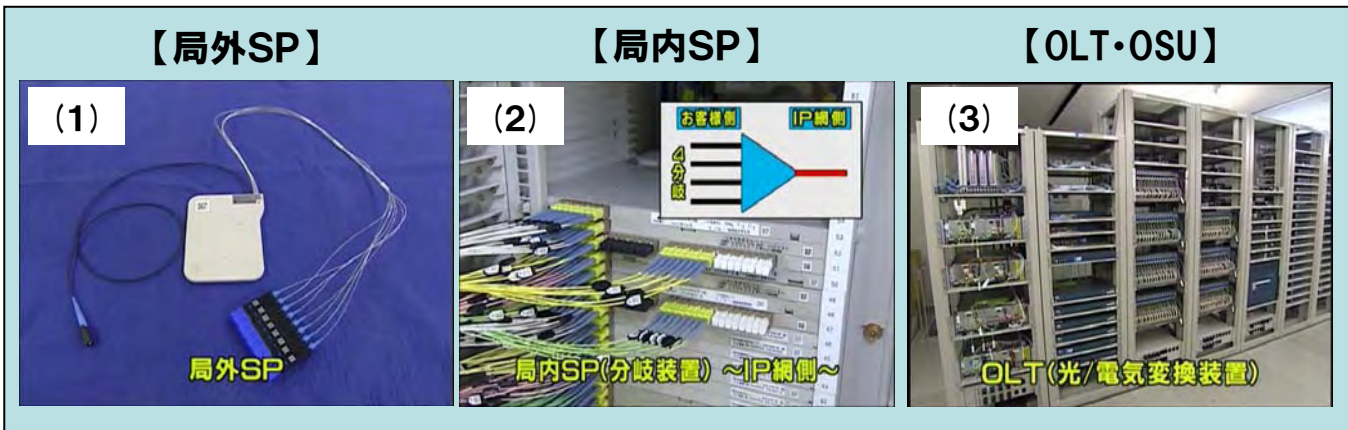 【局外SP】
【局内SP】
【OLT・OSU】
(1)
局外SP
(2)
お客様側
IP網側
4分岐
局内SP(分岐装置) ～IP網側～
(3)
OLT(光/電気変換装置)